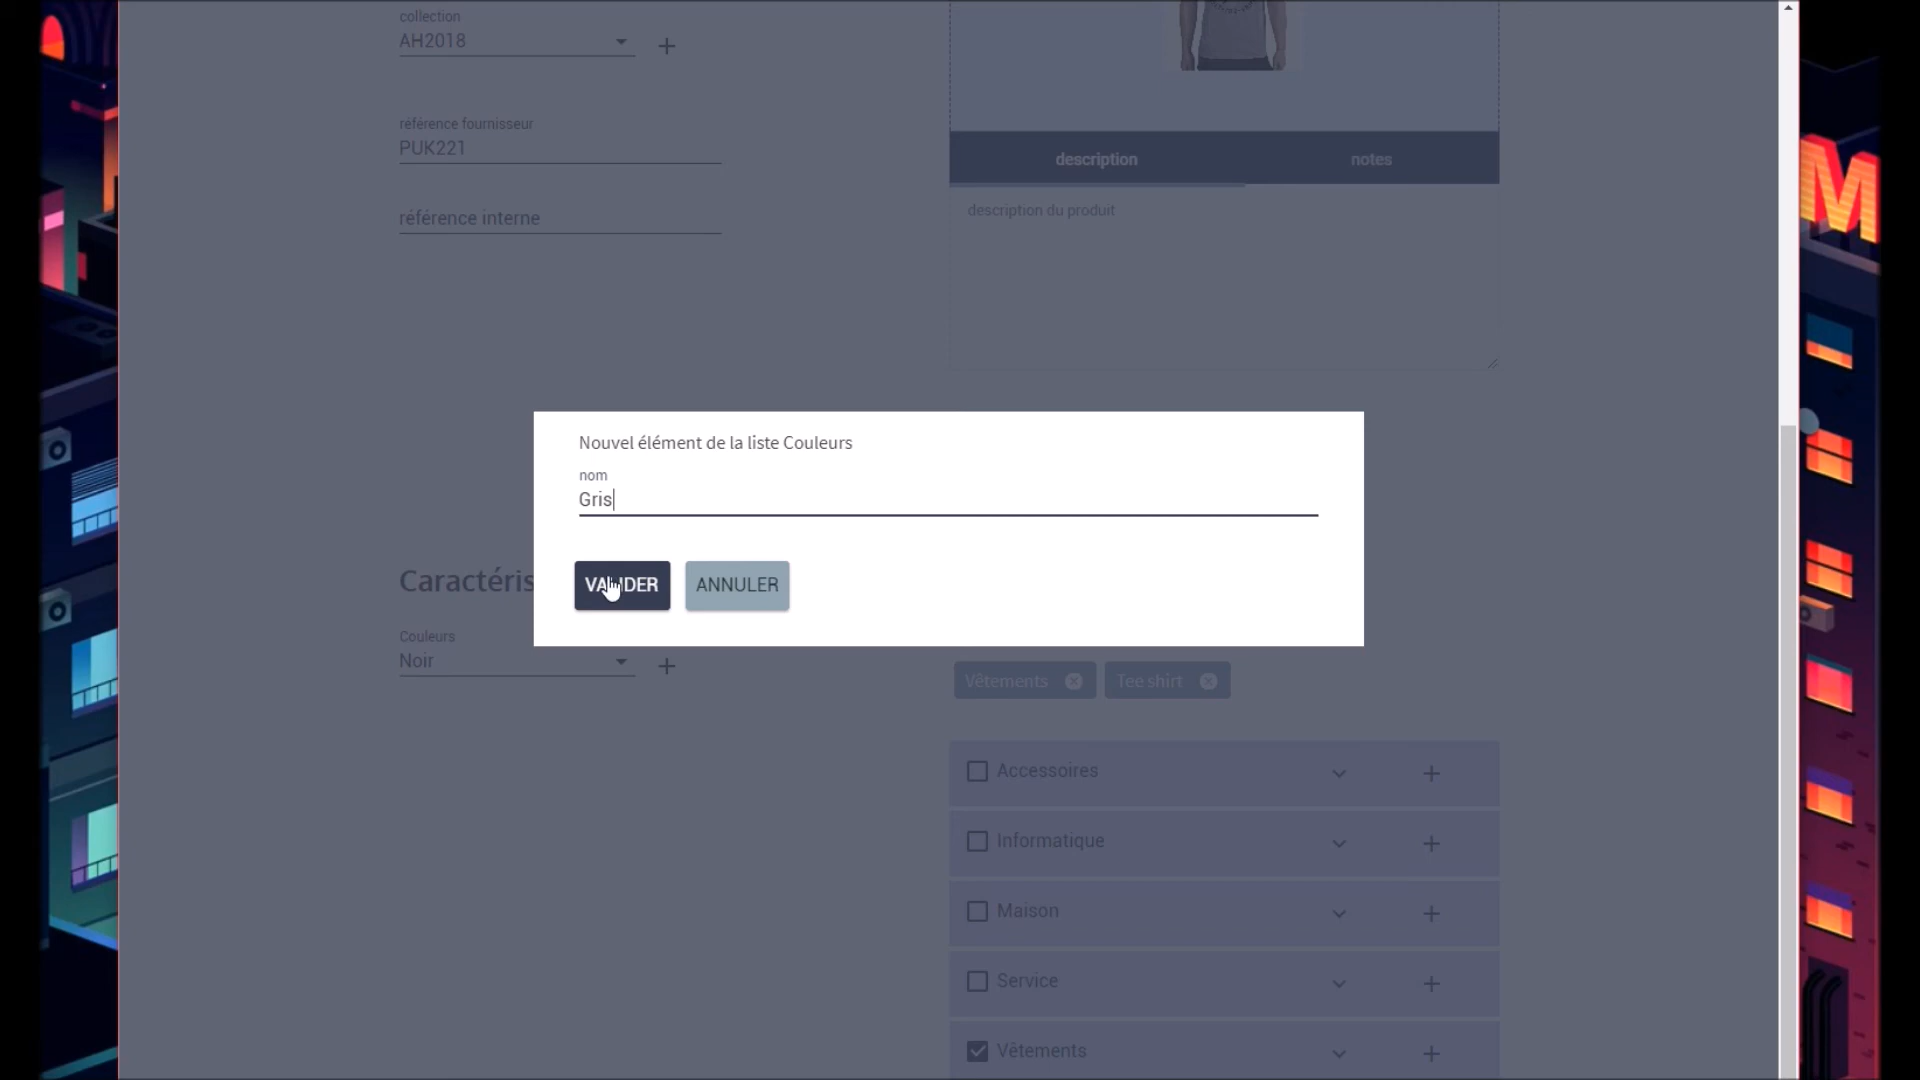 collection
AH2018
référence fournisseur
PUK221
référence interne
description
notes
description du produit
Nouvel élément de la liste Couleurs
nom
Gris
VALIDER
ANNULER
Caractéris
Couleurs
Noir
Vêtements
Tee shirt
Accessoires
Informatique
Maison
Service
Vêtements
M